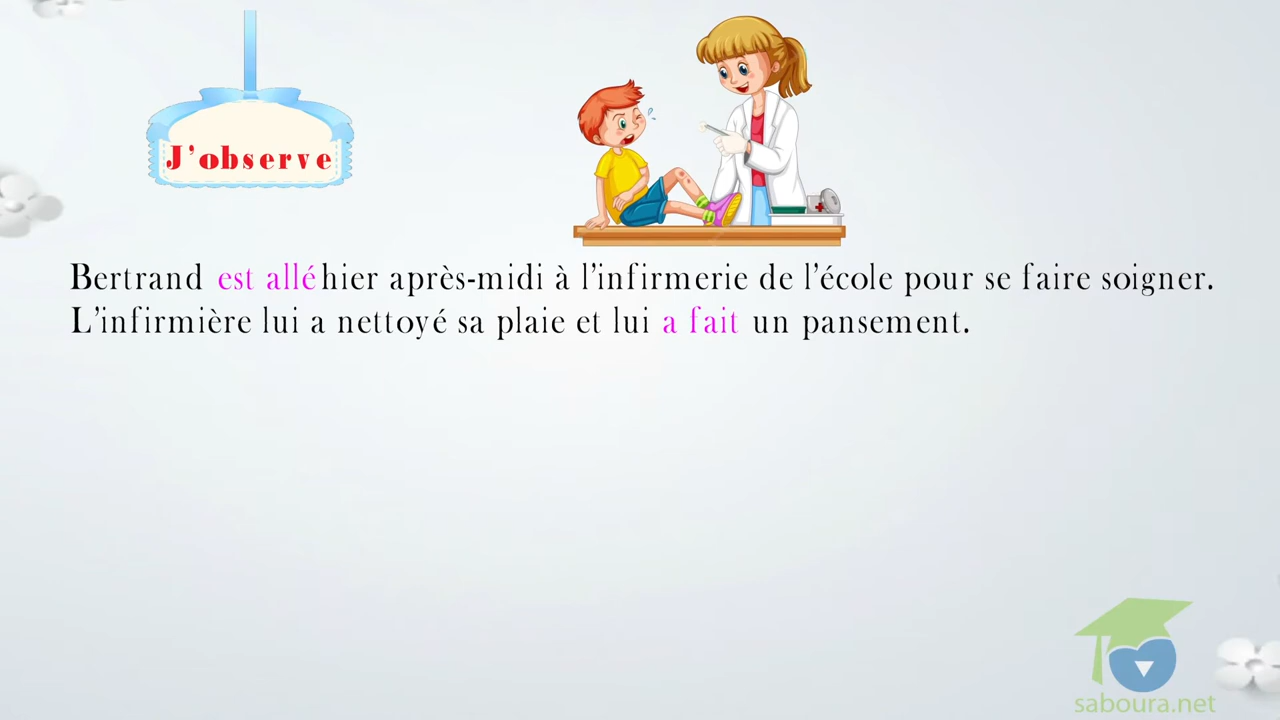 J'observe
Bertrand est allé hier après-midi à l'infirmerie de l'école pour se faire soigner.
L'infirmière lui a nettoyé sa plaie et lui a fait un pansement.
saboura.net